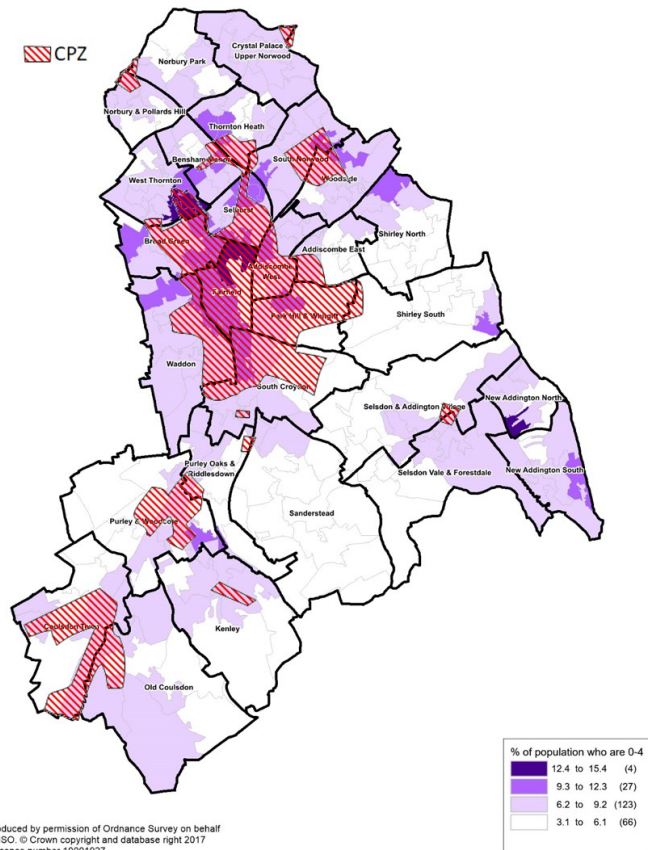 CPZ
Crystal Palace
Upper Norwood
Norbury Park
Norbury & Pollards Hill
Thornton Heath
Bensham Manor
South Norwood
West Thornton
Woodside
Selhurst
Shirley North
Broad Green
Addiscombe East
Addiscombe
West
Fairfield
Park Hill & Whitgift
Shirley South
Waddon
South Croydon
New Addington North
Selsdon & Addington Village
Purley Oaks &
Riddlesdown
Selsdon Vale & Forestdale
New Addington South
Sanderstead
Purley & Woodcote
Coulsdon Town
Kenley
Old Coulsdon
% of population who are 0-4
12.4 to 15.4 (4)
9.3 to 12.3 (27)
6.2 to 9.2 (123)
3.1 to 6.1 (66)
oduced by permission of Ordnance Survey on behalf
ISO. © Crown copyright and database right 2017